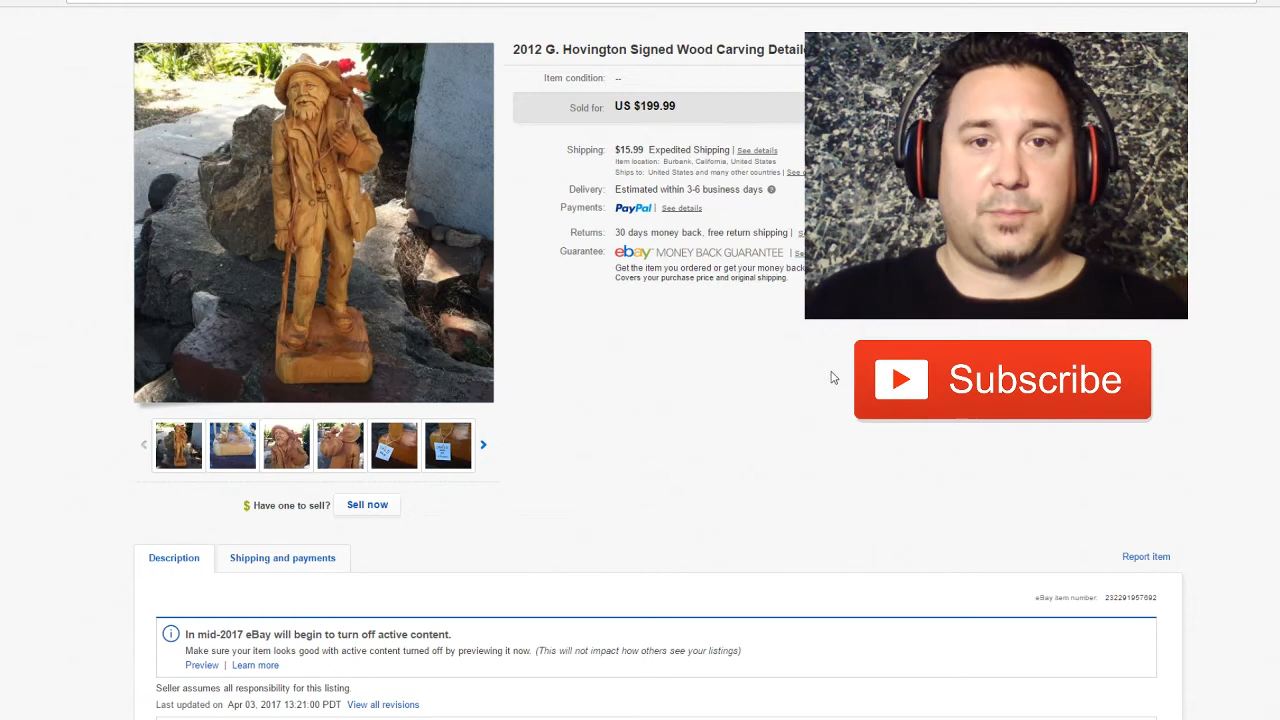 2012 G. Hovington Signed Wood Carving Detail
Item condition: --
Sold for: US $199.99
Shipping: $15.99 Expedited Shipping | See details
Item location: Burbank, California, United States
Ships to: United States and many other countries | See
Delivery: Estimated within 3-6 business days
Payments: PayPal | See details
Returns: 30 days money back, free return shipping |
Guarantee: ebay MONEY BACK GUARANTEE |
Get the item you ordered or get your money back
Covers your purchase price and original shipping.
Subscribe
$ Have one to sell? Sell now
Description
Shipping and payments
Report item
eBay item number: 232291957692
In mid-2017 eBay will begin to turn off active content.
Make sure your item looks good with active content turned off by previewing it now. (This will not impact how others see your listings)
Preview | Learn more
Seller assumes all responsibility for this listing.
Last updated on Apr 03, 2017 13:21:00 PDT View all revisions